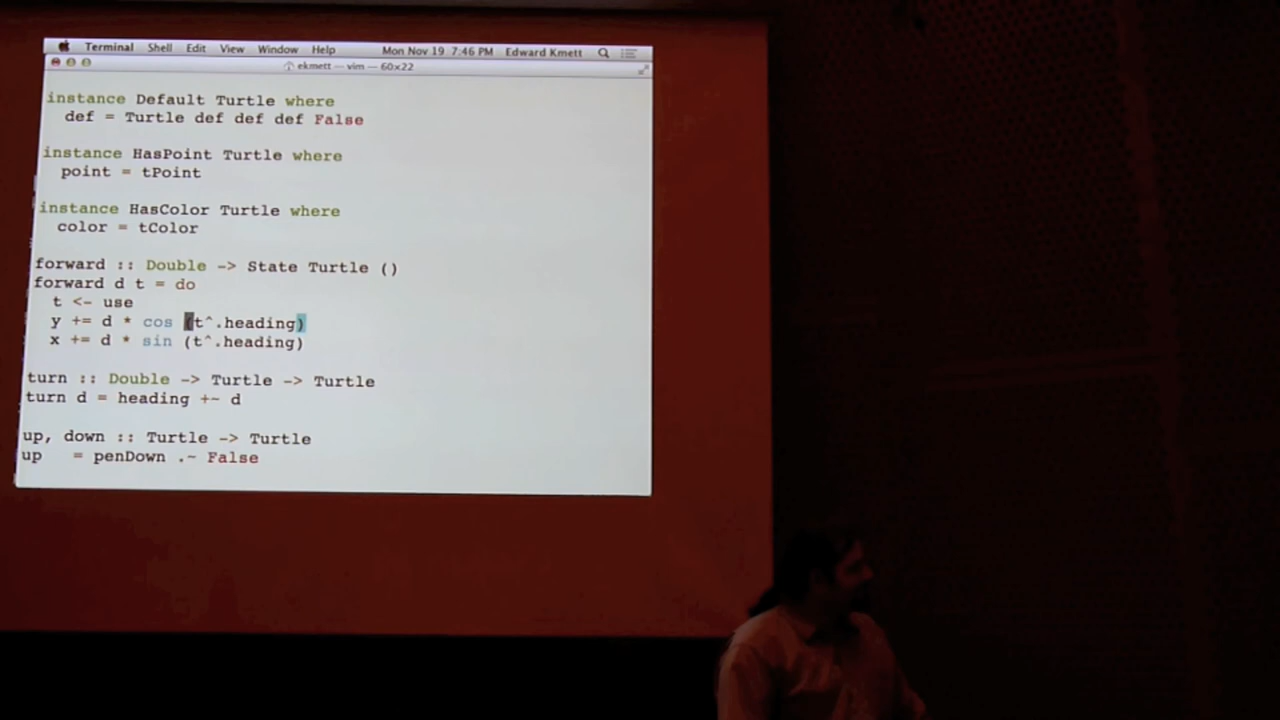 Terminal Shell Edit View Window Help Mon Nov 19 7:46 PM Edward Kmett
ekmett — vim — 60×22
instance Default Turtle where
  def = Turtle def def def False
instance HasPoint Turtle where
  point = tPoint
instance HasColor Turtle where
  color = tColor
forward :: Double -> State Turtle ()
forward d t = do
  t <- use
  y += d * cos (t^.heading)
  x += d * sin (t^.heading)
turn :: Double -> Turtle -> Turtle
turn d = heading +~ d
up, down :: Turtle -> Turtle
up   = penDown .~ False